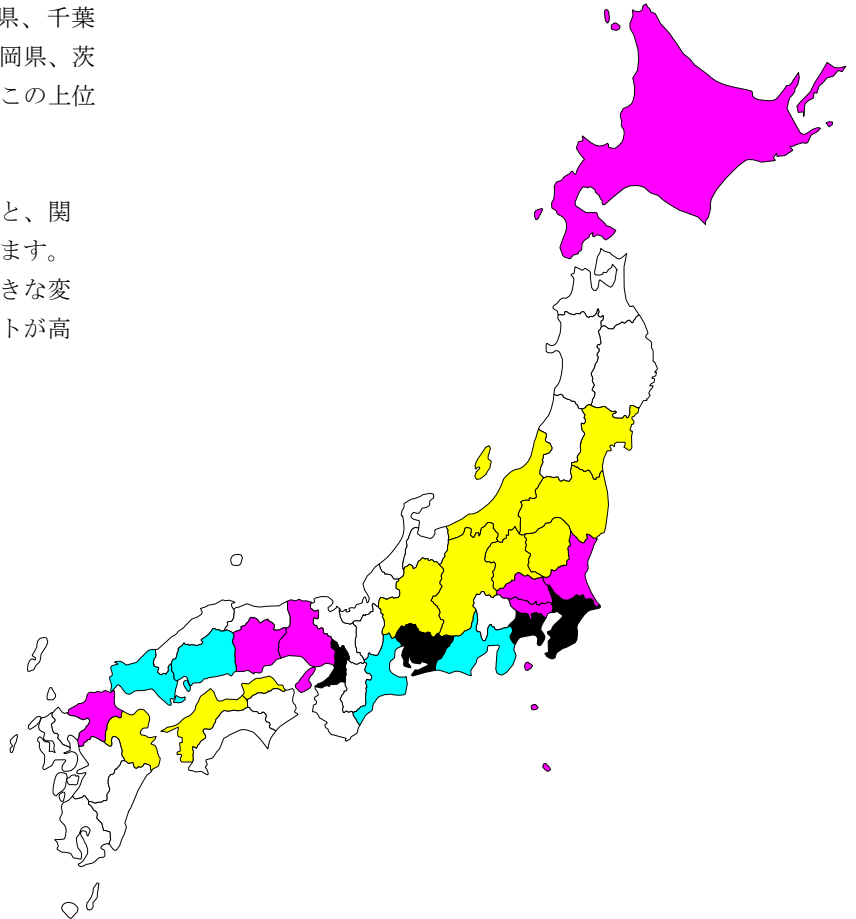 県、千葉
岡県、茨
この上位
と、関
ます。
きな変
トが高